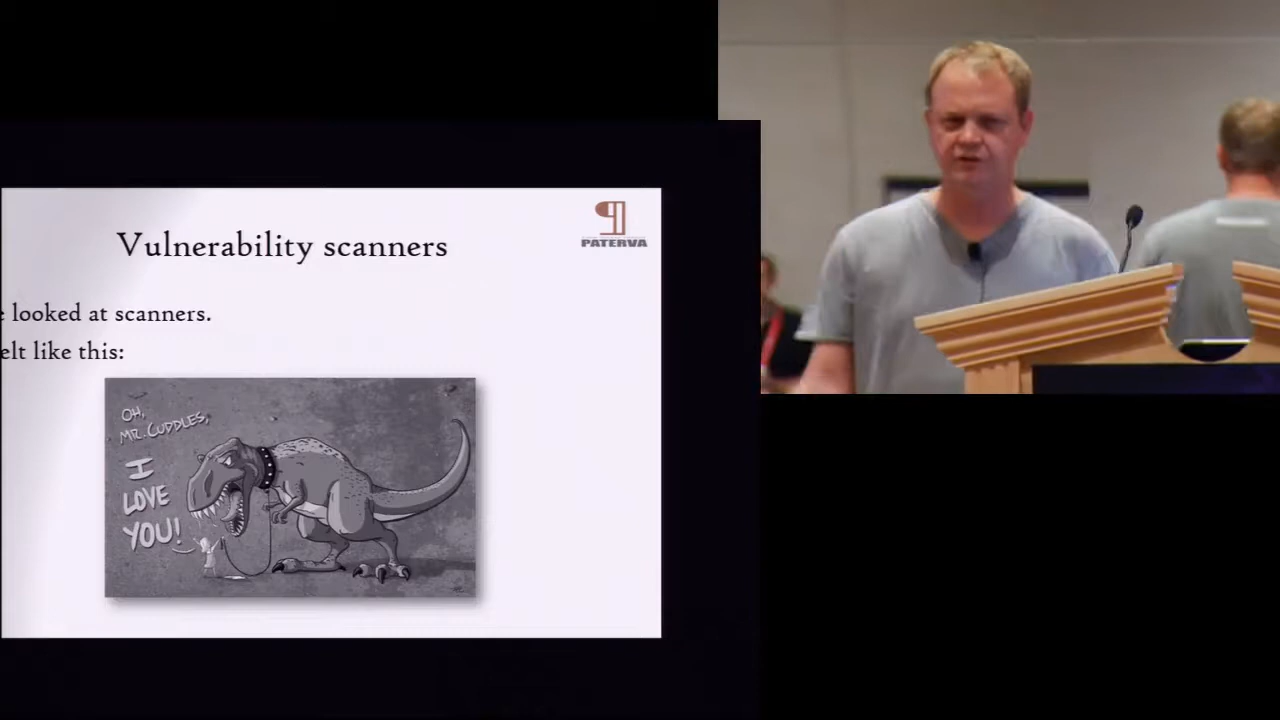 Vulnerability scanners
PATERVA
e looked at scanners.
elt like this:
OH,
MR. CUDDLES,
I
LOVE
YOU!